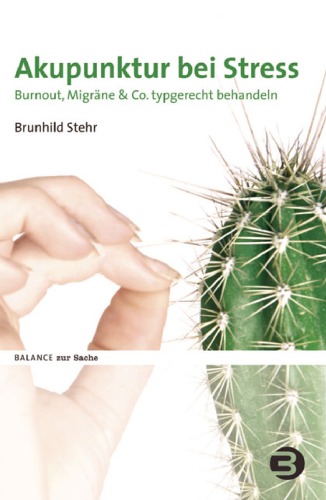 Akupunktur bei Stress
Burnout, Migräne & Co. typgerecht behandeln
Brunhild Stehr
BALANCE zur Sache
B